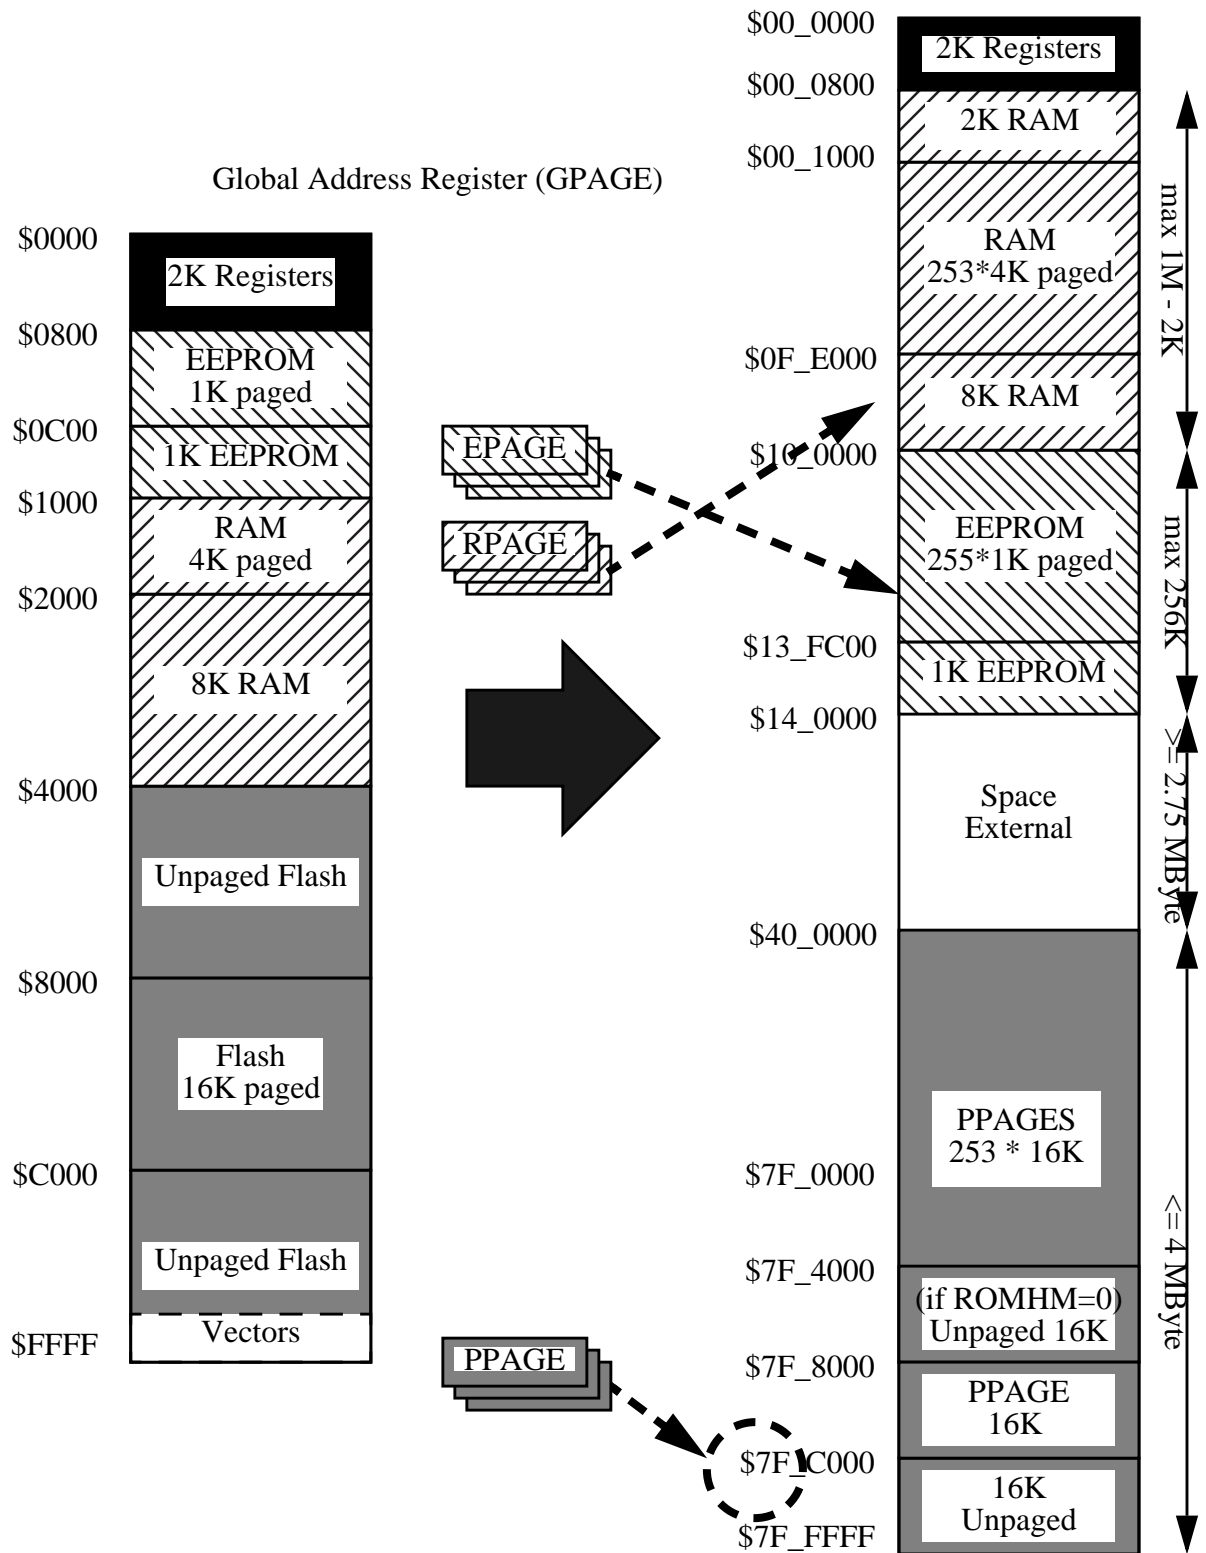 Global Address Register (GPAGE)
$0000
2K Registers
$0800
EEPROM
1K paged
$0C00
1K EEPROM
$1000
RAM
4K paged
$2000
8K RAM
$4000
Unpaged Flash
$8000
Flash
16K paged
$C000
Unpaged Flash
Vectors
$FFFF
EPAGE
RPAGE
PPAGE
$00_0000
2K Registers
$00_0800
2K RAM
$00_1000
RAM
253*4K paged
$0F_E000
8K RAM
$10_0000
EEPROM
255*1K paged
$13_FC00
1K EEPROM
$14_0000
Space
External
$40_0000
PPAGES
253 * 16K
$7F_0000
$7F_4000
(if ROMHM=0)
Unpaged 16K
$7F_8000
PPAGE
16K
$7F_C000
16K
Unpaged
$7F_FFFF
max 1M - 2K
max 256K
>= 2.75 MByte
<= 4 MByte